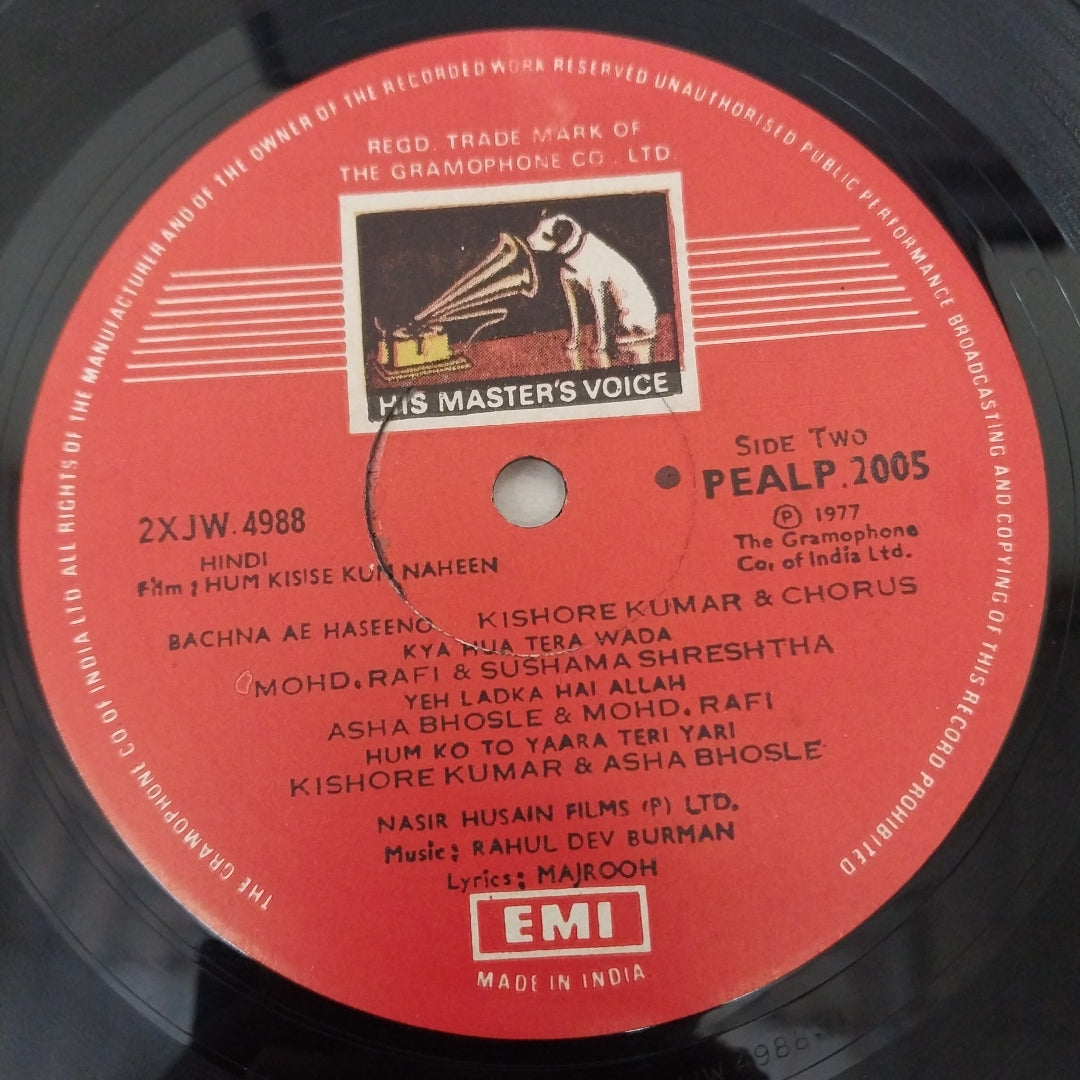 THE GRAMOPHONE CO OF INDIA LTD. ALL RIGHTS OF THE MANUFACTURER AND OF THE OWNER OF THE RECORDED WORK RESERVED UNAUTHORISED PUBLIC PERFORMANCE BROADCASTING AND COPYING OF THIS RECORD PROHIBITED
REGD. TRADE MARK OF
THE GRAMOPHONE CO. LTD.
HIS MASTER'S VOICE
SIDE TWO
PEALP.2005
2XJW.4988
Ⓟ 1977
The Gramophone
Co. of India Ltd.
HINDI
Film : HUM KISISE KUM NAHEEN
BACHNA AE HASEENO KISHORE KUMAR & CHORUS
KYA HUA TERA WADA
MOHD. RAFI & SUSHAMA SHRESHTHA
YEH LADKA HAI ALLAH
ASHA BHOSLE & MOHD. RAFI
HUM KO TO YAARA TERI YARI
KISHORE KUMAR & ASHA BHOSLE
NASIR HUSAIN FILMS (P) LTD.
Music : RAHUL DEV BURMAN
Lyrics : MAJROOH
EMI
MADE IN INDIA